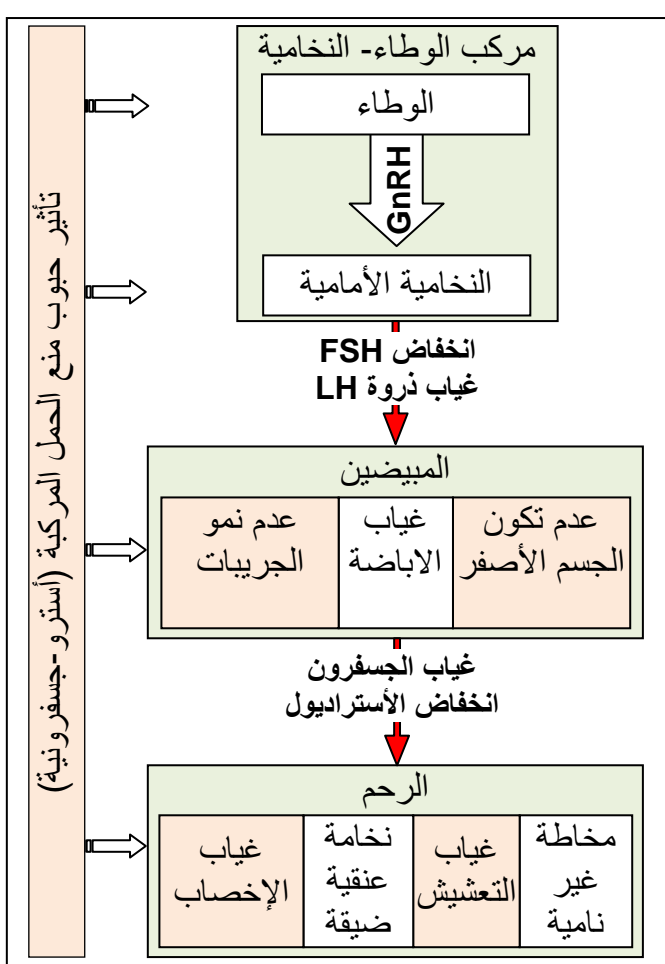 تأثير حبوب منع الحمل المركبة (أسترو-جسفرونية)
مركب الوطاء- النخامية
الوطاء
GnRH
النخامية الأمامية
انخفاض FSH
غياب ذروة LH
المبيضين
عدم تكون
الجسم الأصفر
غياب
الاباضة
عدم نمو
الجريبات
غياب الجسفرون
انخفاض الأستراديول
الرحم
مخاطة
غير
نامية
غياب
التعشيش
نخامة
عنقية
ضيقة
غياب
الإخصاب